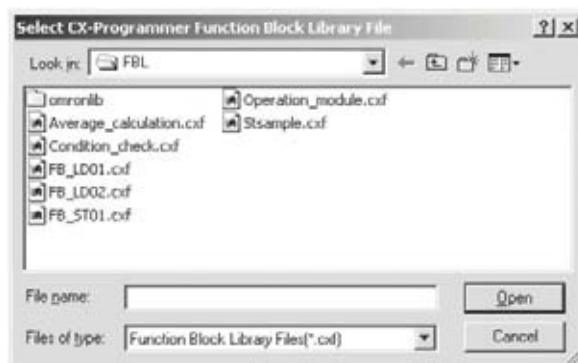 Select CX-Programmer Function Block Library File
Look in: FBL
omronlib
Average_calculation.cxf
Condition_check.cxf
FB_LD01.cxf
FB_LD02.cxf
FB_ST01.cxf
Operation_module.cxf
Stsample.cxf
File name:
Open
Files of type: Function Block Library Files(*.cxf)
Cancel